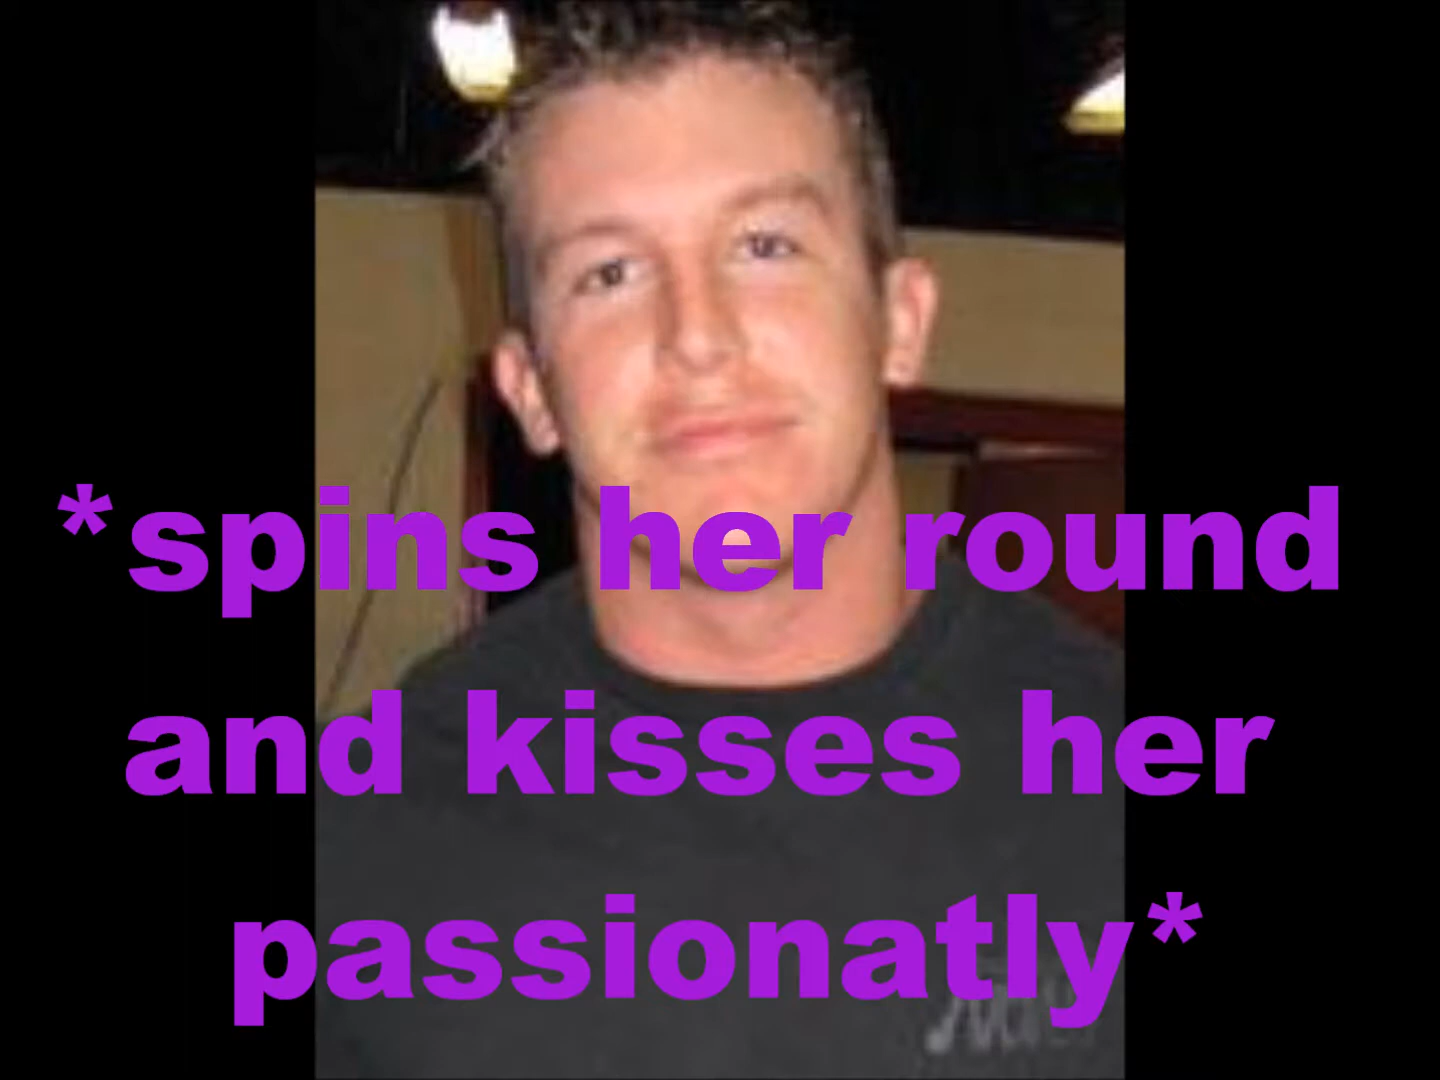 *spins her round
and kisses her
passionatly*